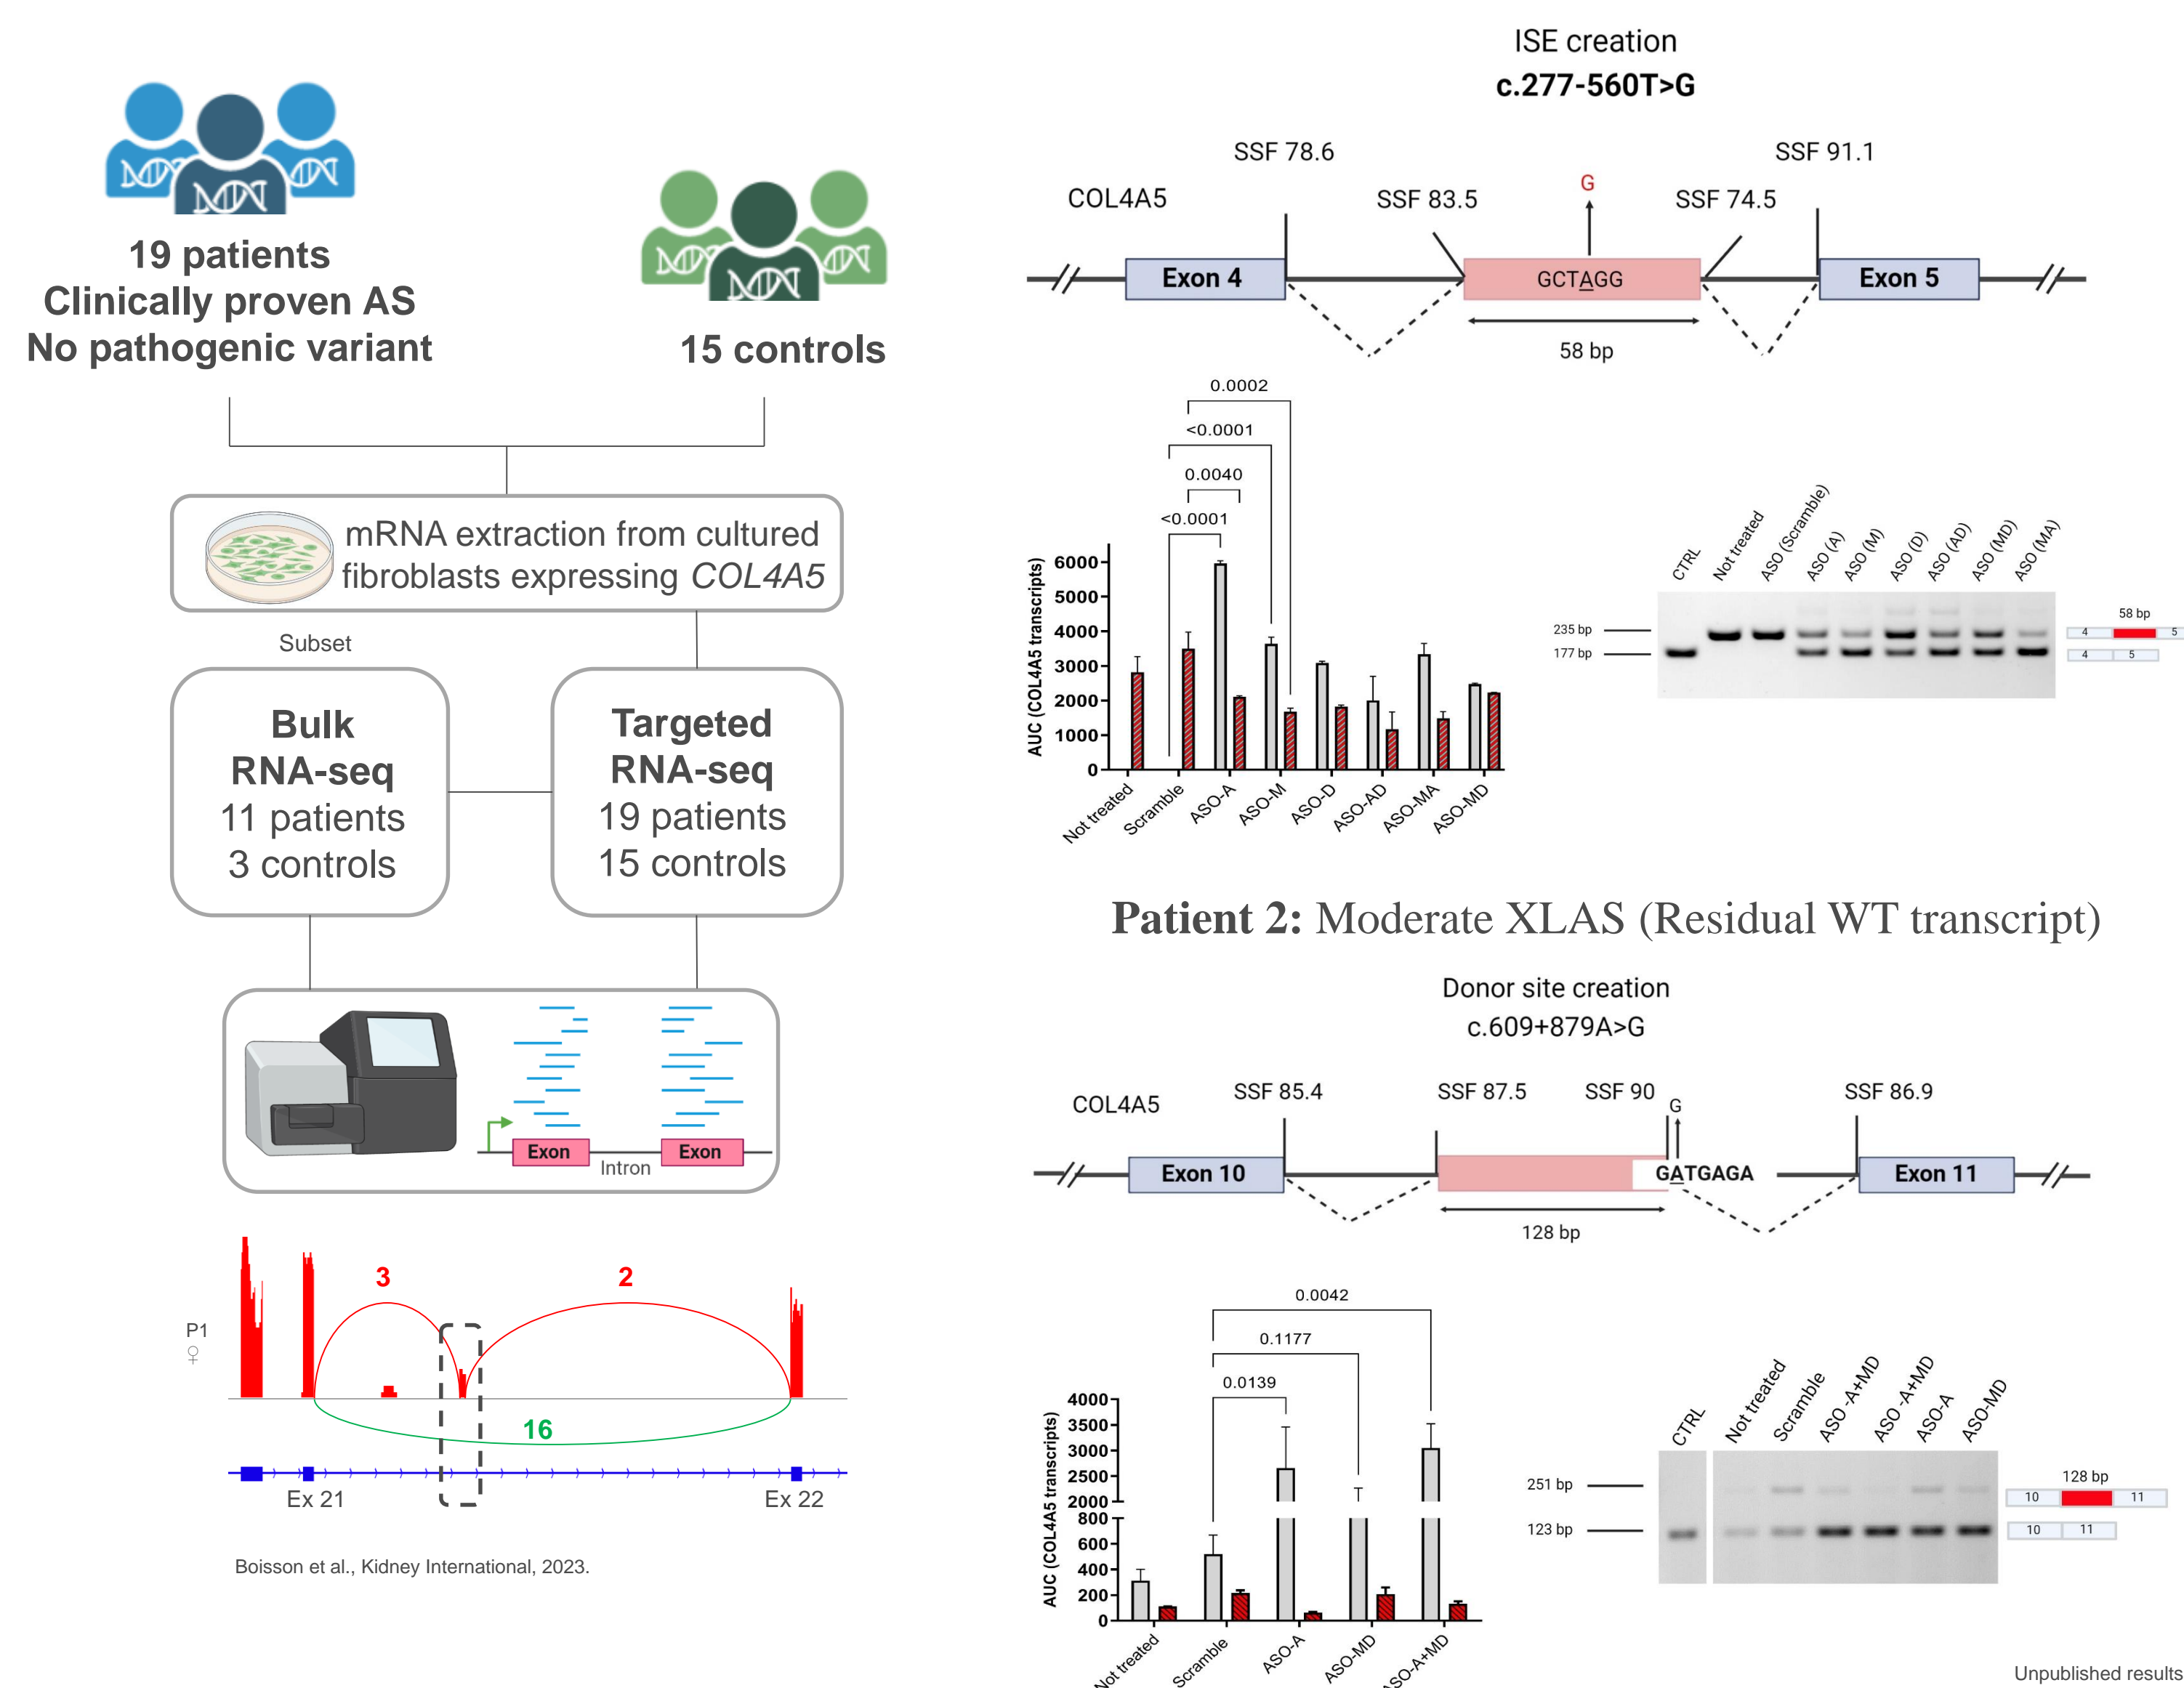 19 patients
Clinically proven AS
No pathogenic variant
15 controls
mRNA extraction from cultured
fibroblasts expressing COL4A5
Subset
Bulk
RNA-seq
11 patients
3 controls
Targeted
RNA-seq
19 patients
15 controls
Exon
Intron
Exon
P1
♀
3
2
16
Ex 21
Ex 22
Boisson et al., Kidney International, 2023.
ISE creation
c.277-560T>G
SSF 78.6
SSF 91.1
COL4A5
SSF 83.5
G
SSF 74.5
Exon 4
GCTAGG
Exon 5
58 bp
0.0002
<0.0001
0.0040
<0.0001
AUC (COL4A5 transcripts)
6000
5000
4000
3000
2000
1000
0
Not treated
Scramble
ASO-A
ASO-M
ASO-D
ASO-AD
ASO-MA
ASO-MD
CTRL
Not treated
ASO (Scramble)
ASO (A)
ASO (M)
ASO (D)
ASO (AD)
ASO (MD)
ASO (MA)
235 bp
177 bp
58 bp
4
5
4
5
Patient 2: Moderate XLAS (Residual WT transcript)
Donor site creation
c.609+879A>G
COL4A5
SSF 85.4
SSF 87.5
SSF 90
G
SSF 86.9
Exon 10
GATGAGA
Exon 11
128 bp
0.0042
0.1177
0.0139
AUC (COL4A5 transcripts)
4000
3500
3000
2500
2000
800
600
400
200
0
Not treated
Scramble
ASO-A
ASO-MD
ASO-A+MD
CTRL
Not treated
Scramble
ASO -A+MD
ASO -A+MD
ASO-A
ASO-MD
251 bp
123 bp
128 bp
10
11
10
11
Unpublished results